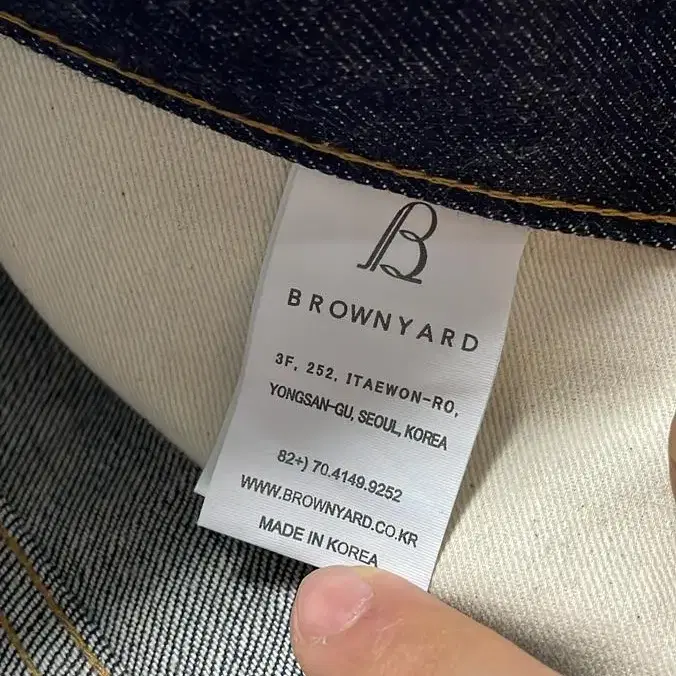 B
BROWNYARD
3F, 252, ITAEWON-RO,
YONGSAN-GU, SEOUL, KOREA
82+) 70.4149.9252
WWW.BROWNYARD.CO.KR
MADE IN KOREA